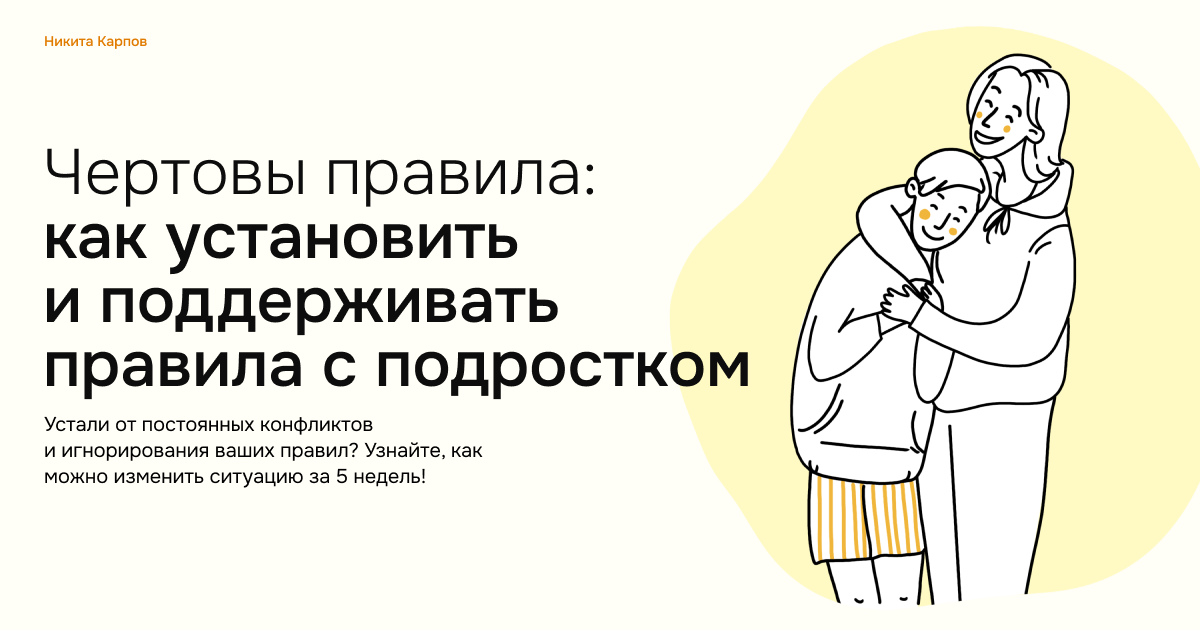 Никита Карпов
Чертовы правила:
как установить
и поддерживать
правила с подростком
Устали от постоянных конфликтов
и игнорирования ваших правил? Узнайте, как
можно изменить ситуацию за 5 недель!